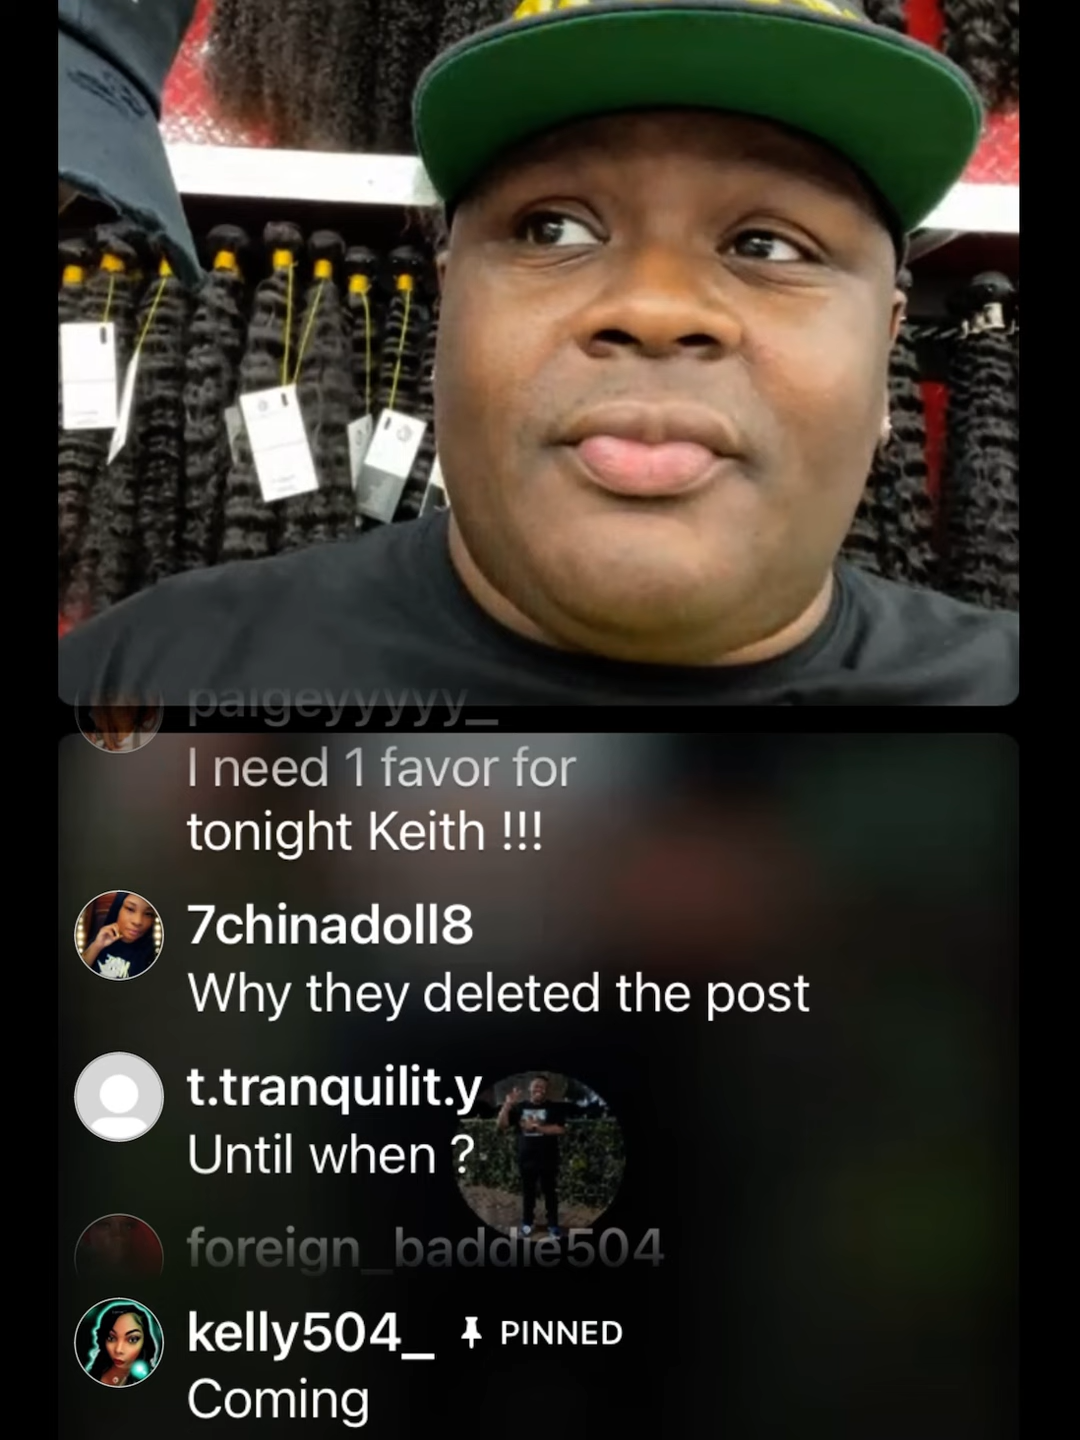 paigeyyyyy_
I need 1 favor for
tonight Keith !!!
7chinadoll8
Why they deleted the post
t.tranquilit.y
Until when ?
foreign_baddie504
kelly504_ PINNED
Coming